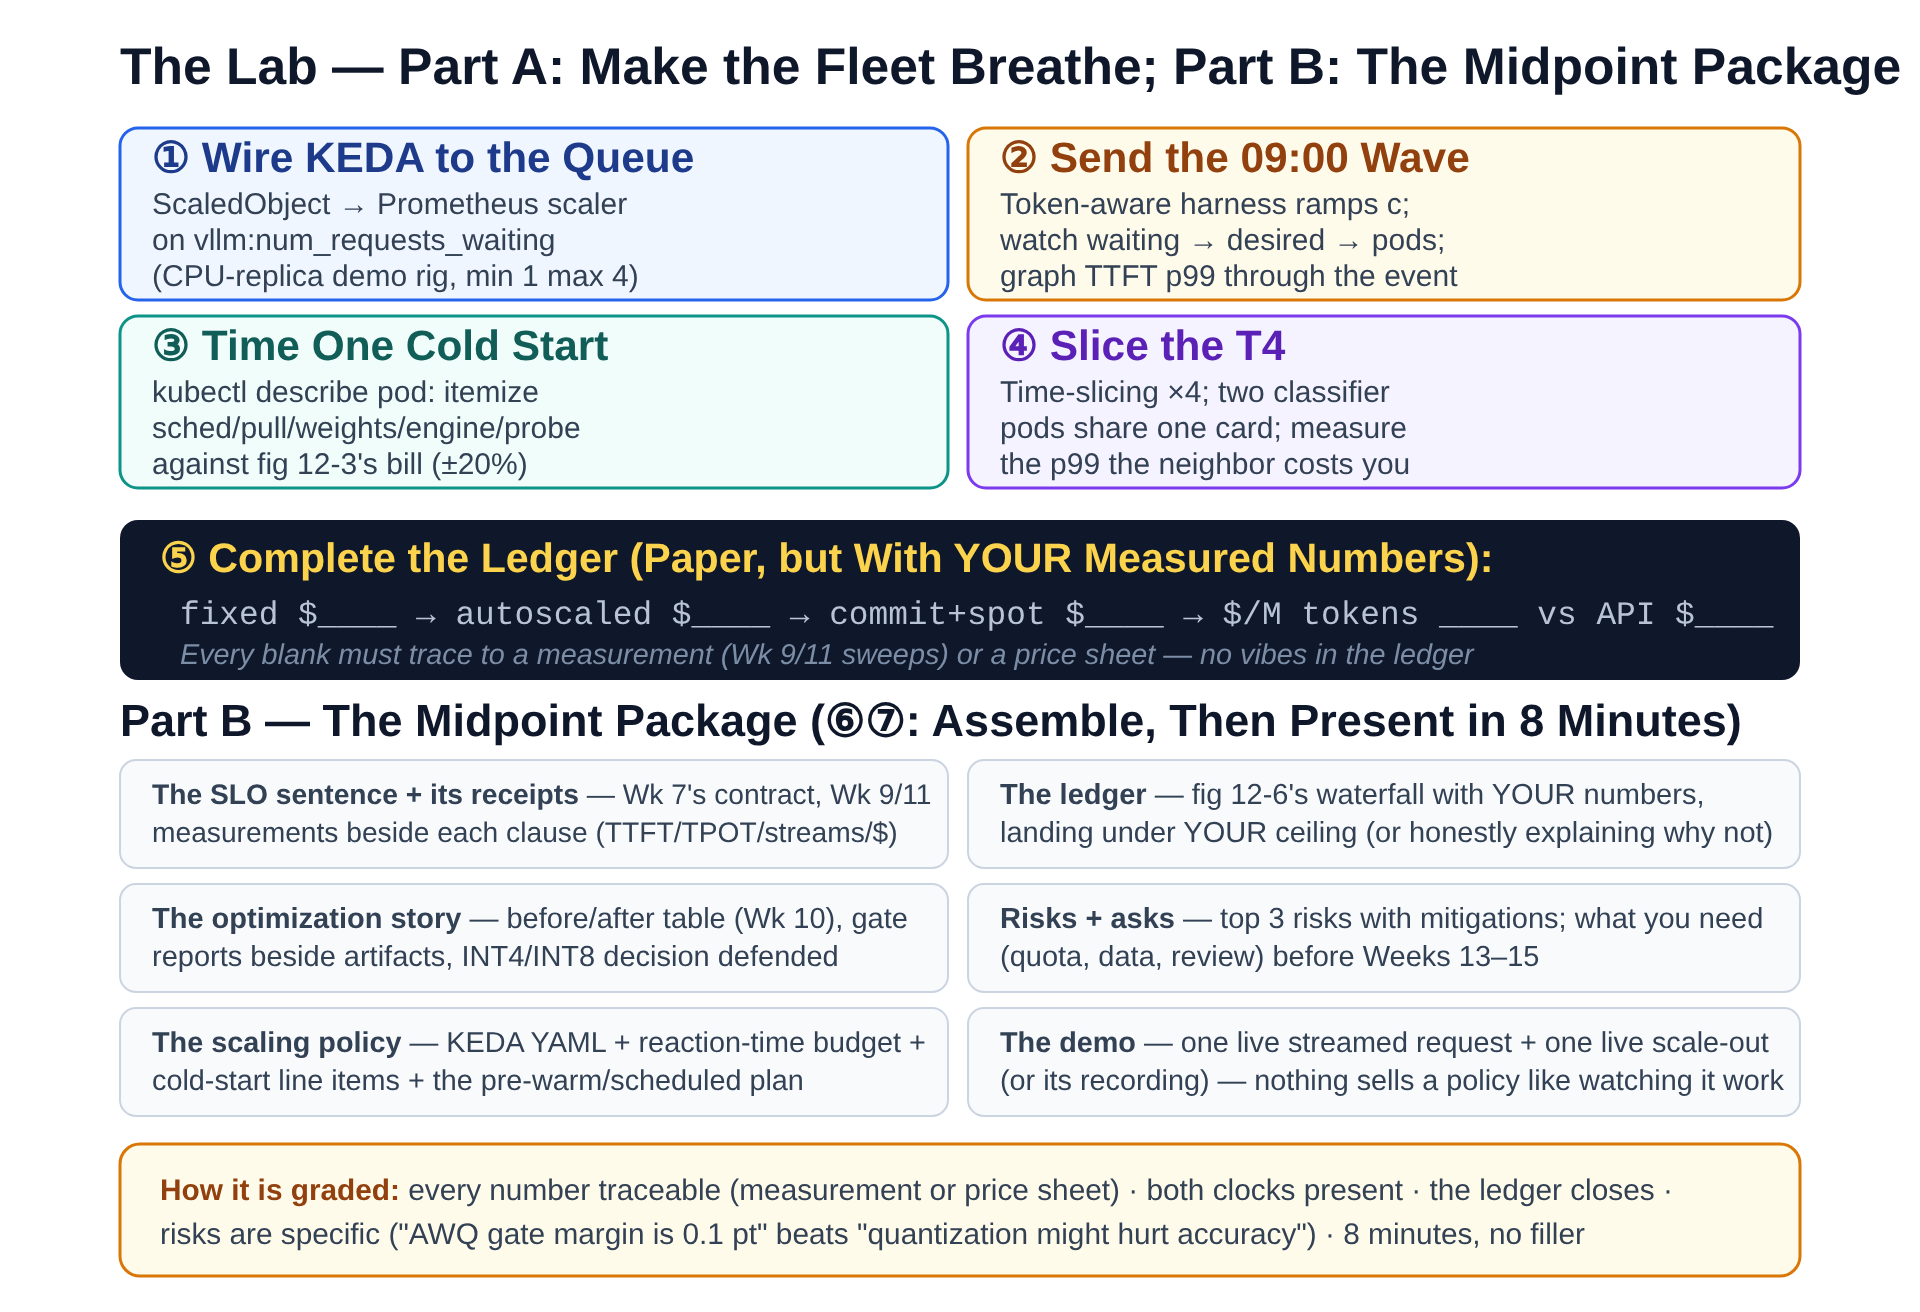 The Lab — Part A: Make the Fleet Breathe; Part B: The Midpoint Package
① Wire KEDA to the Queue
ScaledObject → Prometheus scaler
on vllm:num_requests_waiting
(CPU-replica demo rig, min 1 max 4)
② Send the 09:00 Wave
Token-aware harness ramps c;
watch waiting → desired → pods;
graph TTFT p99 through the event
③ Time One Cold Start
kubectl describe pod: itemize
sched/pull/weights/engine/probe
against fig 12-3's bill (±20%)
④ Slice the T4
Time-slicing ×4; two classifier
pods share one card; measure
the p99 the neighbor costs you
⑤ Complete the Ledger (Paper, but With YOUR Measured Numbers):
fixed $____ → autoscaled $____ → commit+spot $____ → $/M tokens ____ vs API $____
Every blank must trace to a measurement (Wk 9/11 sweeps) or a price sheet — no vibes in the ledger
Part B — The Midpoint Package (⑥⑦: Assemble, Then Present in 8 Minutes)
The SLO sentence + its receipts — Wk 7's contract, Wk 9/11
measurements beside each clause (TTFT/TPOT/streams/$)
The ledger — fig 12-6's waterfall with YOUR numbers,
landing under YOUR ceiling (or honestly explaining why not)
The optimization story — before/after table (Wk 10), gate
reports beside artifacts, INT4/INT8 decision defended
Risks + asks — top 3 risks with mitigations; what you need
(quota, data, review) before Weeks 13–15
The scaling policy — KEDA YAML + reaction-time budget +
cold-start line items + the pre-warm/scheduled plan
The demo — one live streamed request + one live scale-out
(or its recording) — nothing sells a policy like watching it work
How it is graded: every number traceable (measurement or price sheet) · both clocks present · the ledger closes ·
risks are specific ("AWQ gate margin is 0.1 pt" beats "quantization might hurt accuracy") · 8 minutes, no filler